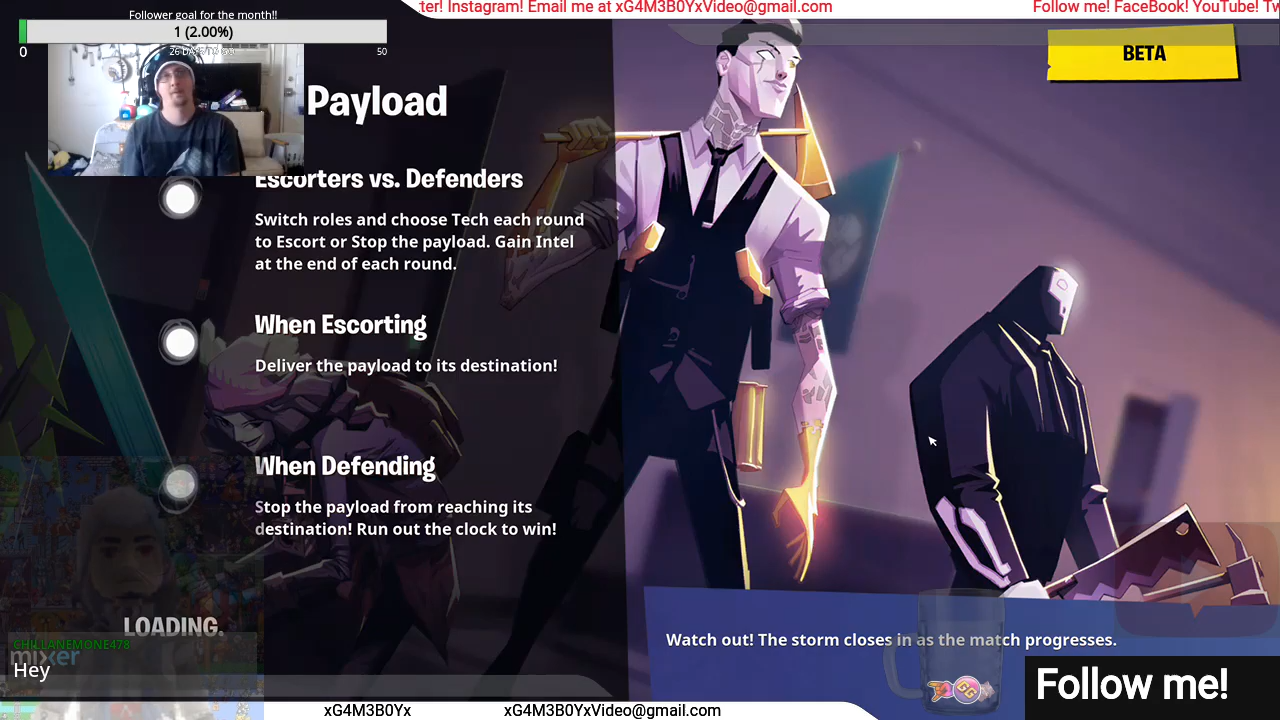 ter! Instagram! Email me at xG4M3B0YxVideo@gmail.com
Follow me! FaceBook! YouTube! Tw
Follower goal for the month!!
1 (2.00%)
0
50
BETA
Payload
Escorters vs. Defenders
Switch roles and choose Tech each round
to Escort or Stop the payload. Gain Intel
at the end of each round.
When Escorting
Deliver the payload to its destination!
When Defending
Stop the payload from reaching its
destination! Run out the clock to win!
LOADING.
CHILLANEMONE478
mixer
Hey
Watch out! The storm closes in as the match progresses.
GG
Follow me!
xG4M3B0Yx
xG4M3B0YxVideo@gmail.com